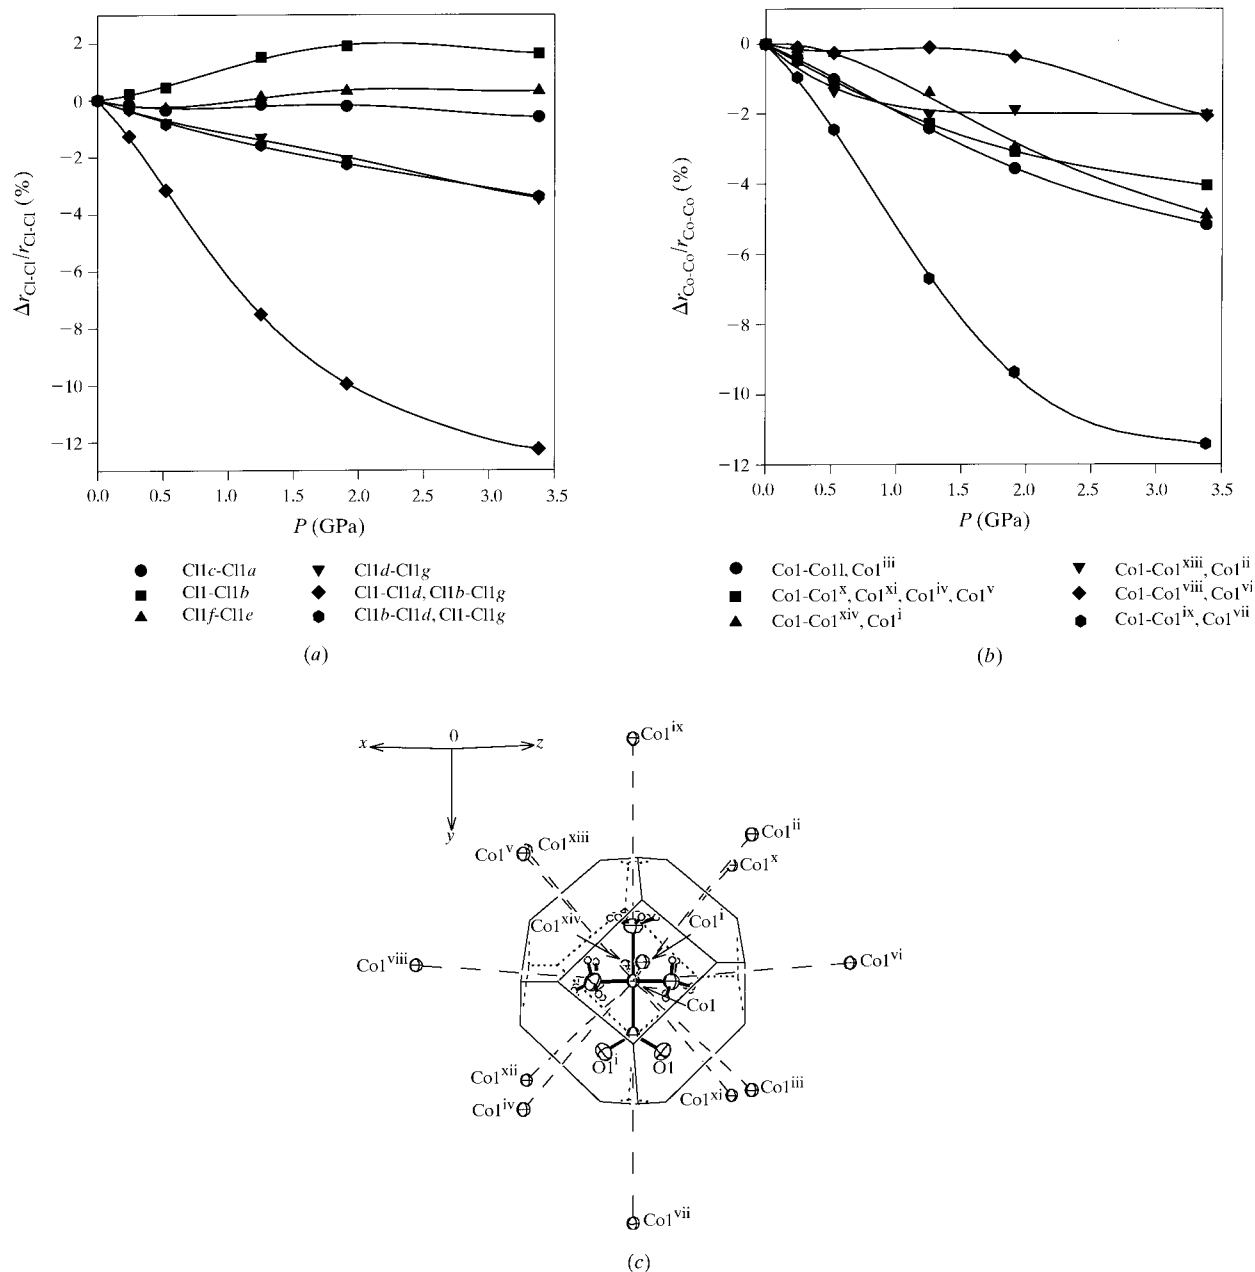 2
0
−2
−4
−6
−8
−10
−12
Δr_Cl-Cl/r_Cl-Cl (%)
0.0 0.5 1.0 1.5 2.0 2.5 3.0 3.5
P (GPa)
Cl1c-Cl1a
Cl1-Cl1b
Cl1f-Cl1e
Cl1d-Cl1g
Cl1-Cl1d, Cl1b-Cl1g
Cl1b-Cl1d, Cl1-Cl1g
(a)
0
−2
−4
−6
−8
−10
−12
Δr_Co-Co/r_Co-Co (%)
0.0 0.5 1.0 1.5 2.0 2.5 3.0 3.5
P (GPa)
Co1-Co1l, Co1^iii
Co1-Co1^x, Co1^xi, Co1^iv, Co1^v
Co1-Co1^xiv, Co1^i
Co1-Co1^xiii, Co1^ii
Co1-Co1^viii, Co1^vi
Co1-Co1^ix, Co1^vii
(b)
x 0 z
y
Co1^ix
Co1^ii
Co1^xiii
Co1^v
Co1^x
Co1^xiv
Co1^i
Co1^viii
Co1^vi
Co1
O1^i O1
Co1^xii
Co1^iii
Co1^xi
Co1^iv
Co1^vii
(c)